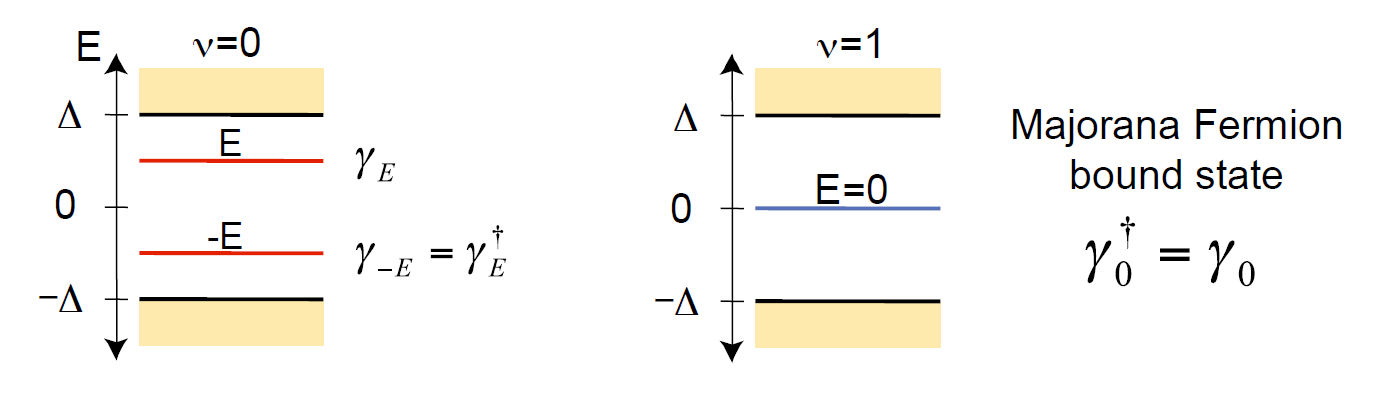 E
ν=0
Δ
E
γ_E
0
-E
γ_{-E} = γ_E^†
−Δ
ν=1
Δ
E=0
0
−Δ
Majorana Fermion
bound state
γ_0^† = γ_0